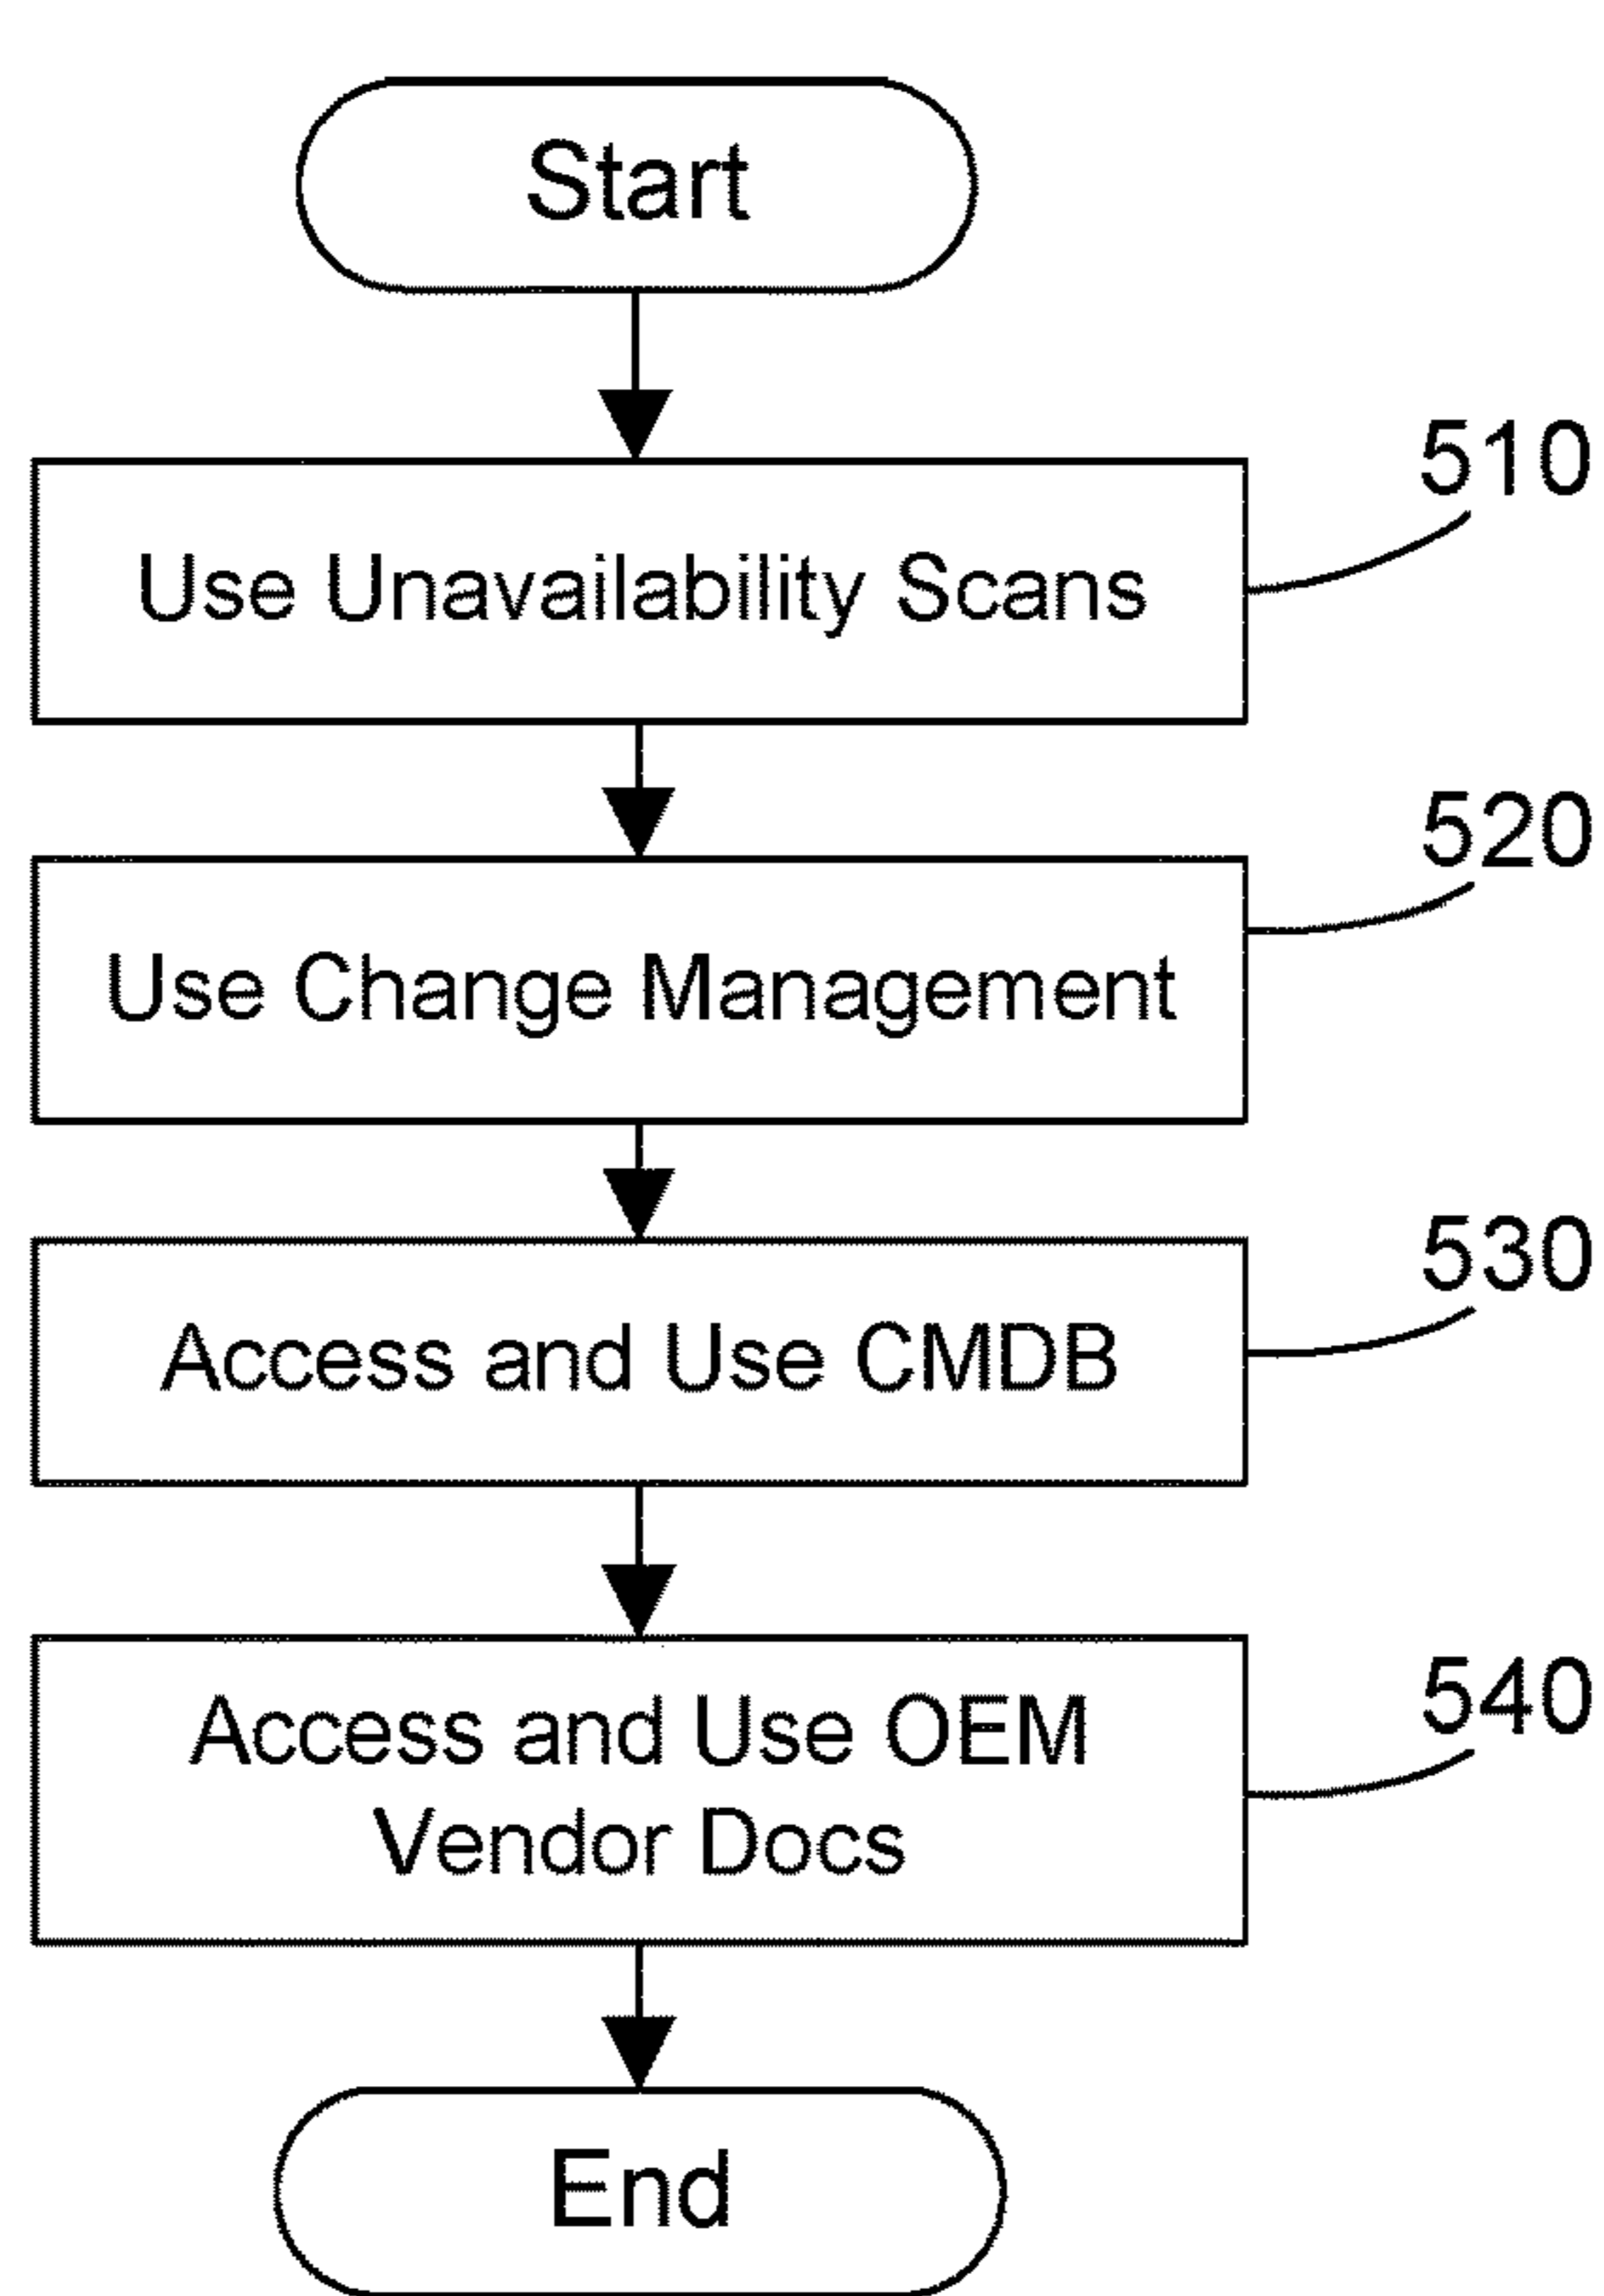 Start
510
Use Unavailability Scans
520
Use Change Management
530
Access and Use CMDB
540
Access and Use OEM
Vendor Docs
End